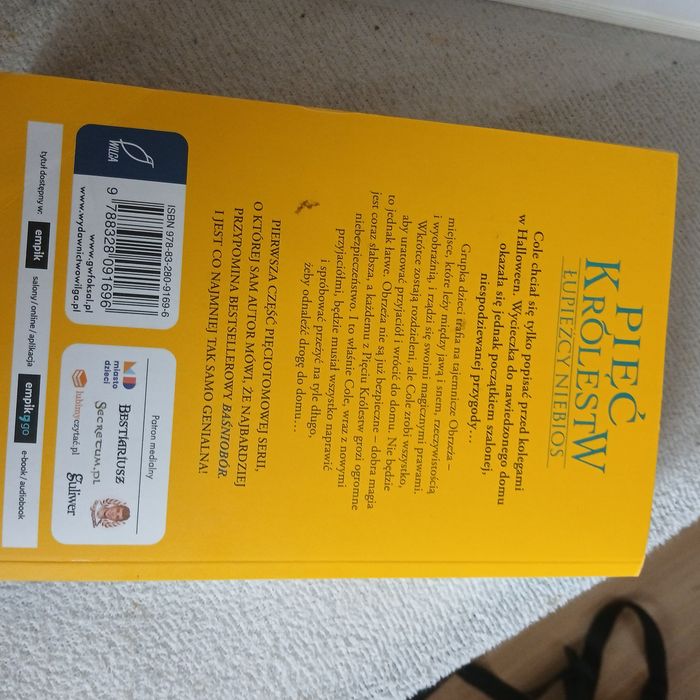 PIĘĆ
KRÓLESTW
ŁUPIEŻCY NIEBIOS
Cole chciał się tylko popisać przed kolegami
w Halloween. Wycieczka do nawiedzonego domu
okazała się jednak początkiem szalonej,
niespodziewanej przygody…
Grupka dzieci trafia na tajemnicze Obrzeża –
miejsce, które leży między jawą i snem, rzeczywistością
i wyobraźnią, i rządzi się swoimi magicznymi prawami.
Wkrótce zostają rozdzieleni, ale Cole zrobi wszystko,
aby uratować przyjaciół i wrócić do domu. Nie będzie
to jednak łatwe. Obrzeża nie są już bezpieczne – dobra magia
jest coraz słabsza, a każdemu z Pięciu Królestw grozi ogromne
niebezpieczeństwo. I to właśnie Cole, wraz z nowymi
przyjaciółmi, będzie musiał wszystko naprawić
i spróbować przeżyć na tyle długo,
żeby odnaleźć drogę do domu…
PIERWSZA CZĘŚĆ PIĘCIOTOMOWEJ SERII,
O KTÓREJ SAM AUTOR MÓWI, ŻE NAJBARDZIEJ
PRZYPOMINA BESTSELLEROWY BAŚNIOBÓR.
I JEST CO NAJMNIEJ TAK SAMO GENIALNA!
WILGA
ISBN 978-83-280-9169-6
9 788328 091696
www.gwfoksal.pl
www.wydawnictwowilga.pl
Patron medialny
miasto
dzieci
BESTIARIUSZ
lubimyczytać.pl
SECRETUM.PL
Guliwer
tytuł dostępny w:
empik
salony / online / aplikacja
empik go
e-book / audiobook